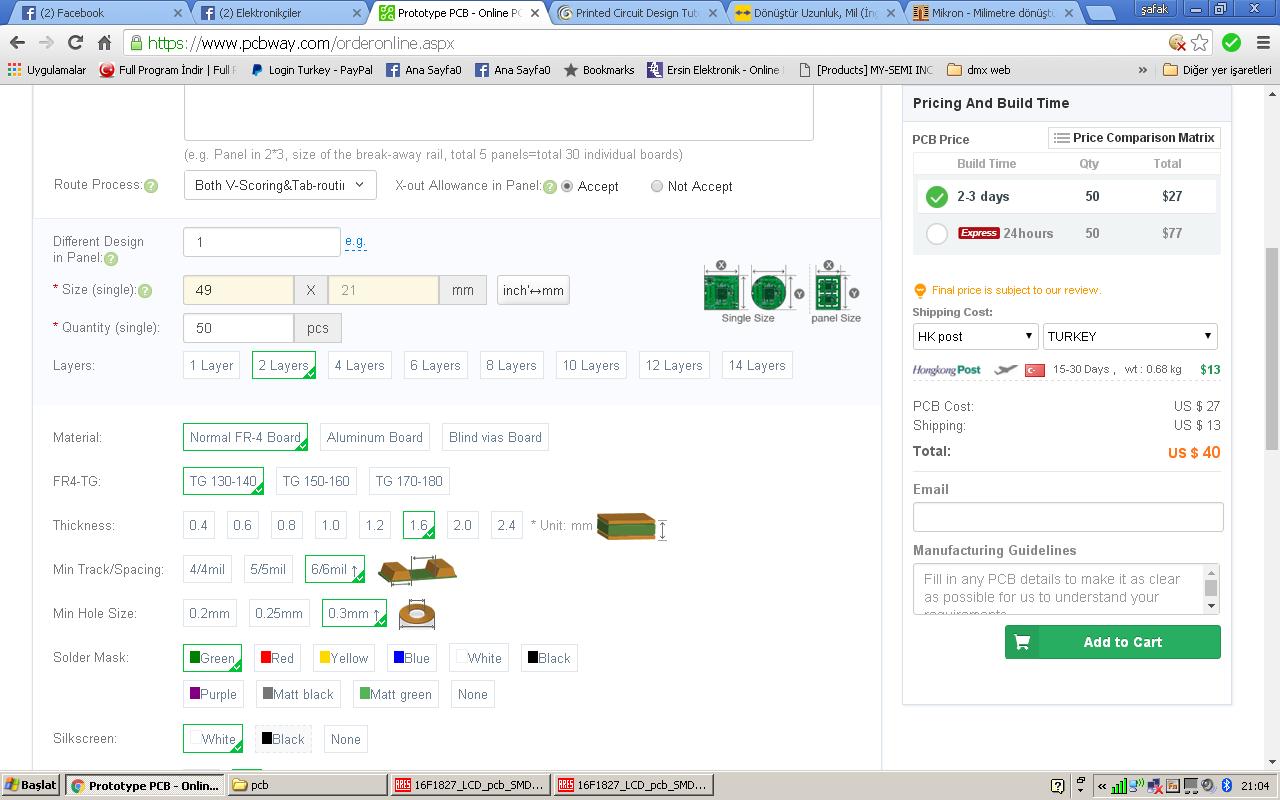 (2) Facebook
(2) Elektronikçiler
Prototype PCB - Online PC
Printed Circuit Design Tut
Dönüştür Uzunluk, Mil (İng
Mikron - Milimetre dönüşt
şafak
https://www.pcbway.com/orderonline.aspx
Uygulamalar
Full Program İndir | Full P
Login Turkey - PayPal
Ana Sayfa0
Ana Sayfa0
Bookmarks
Ersin Elektronik - Online
[Products] MY-SEMI INC
dmx web
»
Diğer yer işaretleri
(e.g. Panel in 2*3, size of the break-away rail, total 5 panels=total 30 individual boards)
Route Process: Both V-Scoring&Tab-routin X-out Allowance in Panel: Accept Not Accept
Different Design
in Panel: 1 e.g.
* Size (single): 49 X 21 mm inch'↔mm
X X
Y Y
Single Size panel Size
* Quantity (single): 50 pcs
Layers: 1 Layer 2 Layers 4 Layers 6 Layers 8 Layers 10 Layers 12 Layers 14 Layers
Material: Normal FR-4 Board Aluminum Board Blind vias Board
FR4-TG: TG 130-140 TG 150-160 TG 170-180
Thickness: 0.4 0.6 0.8 1.0 1.2 1.6 2.0 2.4 * Unit: mm
Min Track/Spacing: 4/4mil 5/5mil 6/6mil ↑
Min Hole Size: 0.2mm 0.25mm 0.3mm ↑
Solder Mask: Green Red Yellow Blue White Black
Purple Matt black Matt green None
Silkscreen: White Black None
Pricing And Build Time
PCB Price Price Comparison Matrix
Build Time Qty Total
2-3 days 50 $27
Express 24hours 50 $77
Final price is subject to our review.
Shipping Cost:
HK post TURKEY
Hongkong Post 15-30 Days , wt : 0.68 kg $13
PCB Cost: US $ 27
Shipping: US $ 13
Total: US $ 40
Email
Manufacturing Guidelines
Fill in any PCB details to make it as clear
as possible for us to understand your
requirements
Add to Cart
Başlat
Prototype PCB - Onlin...
pcb
ARES 16F1827_LCD_pcb_SMD...
ARES 16F1827_LCD_pcb_SMD...
«
21:04